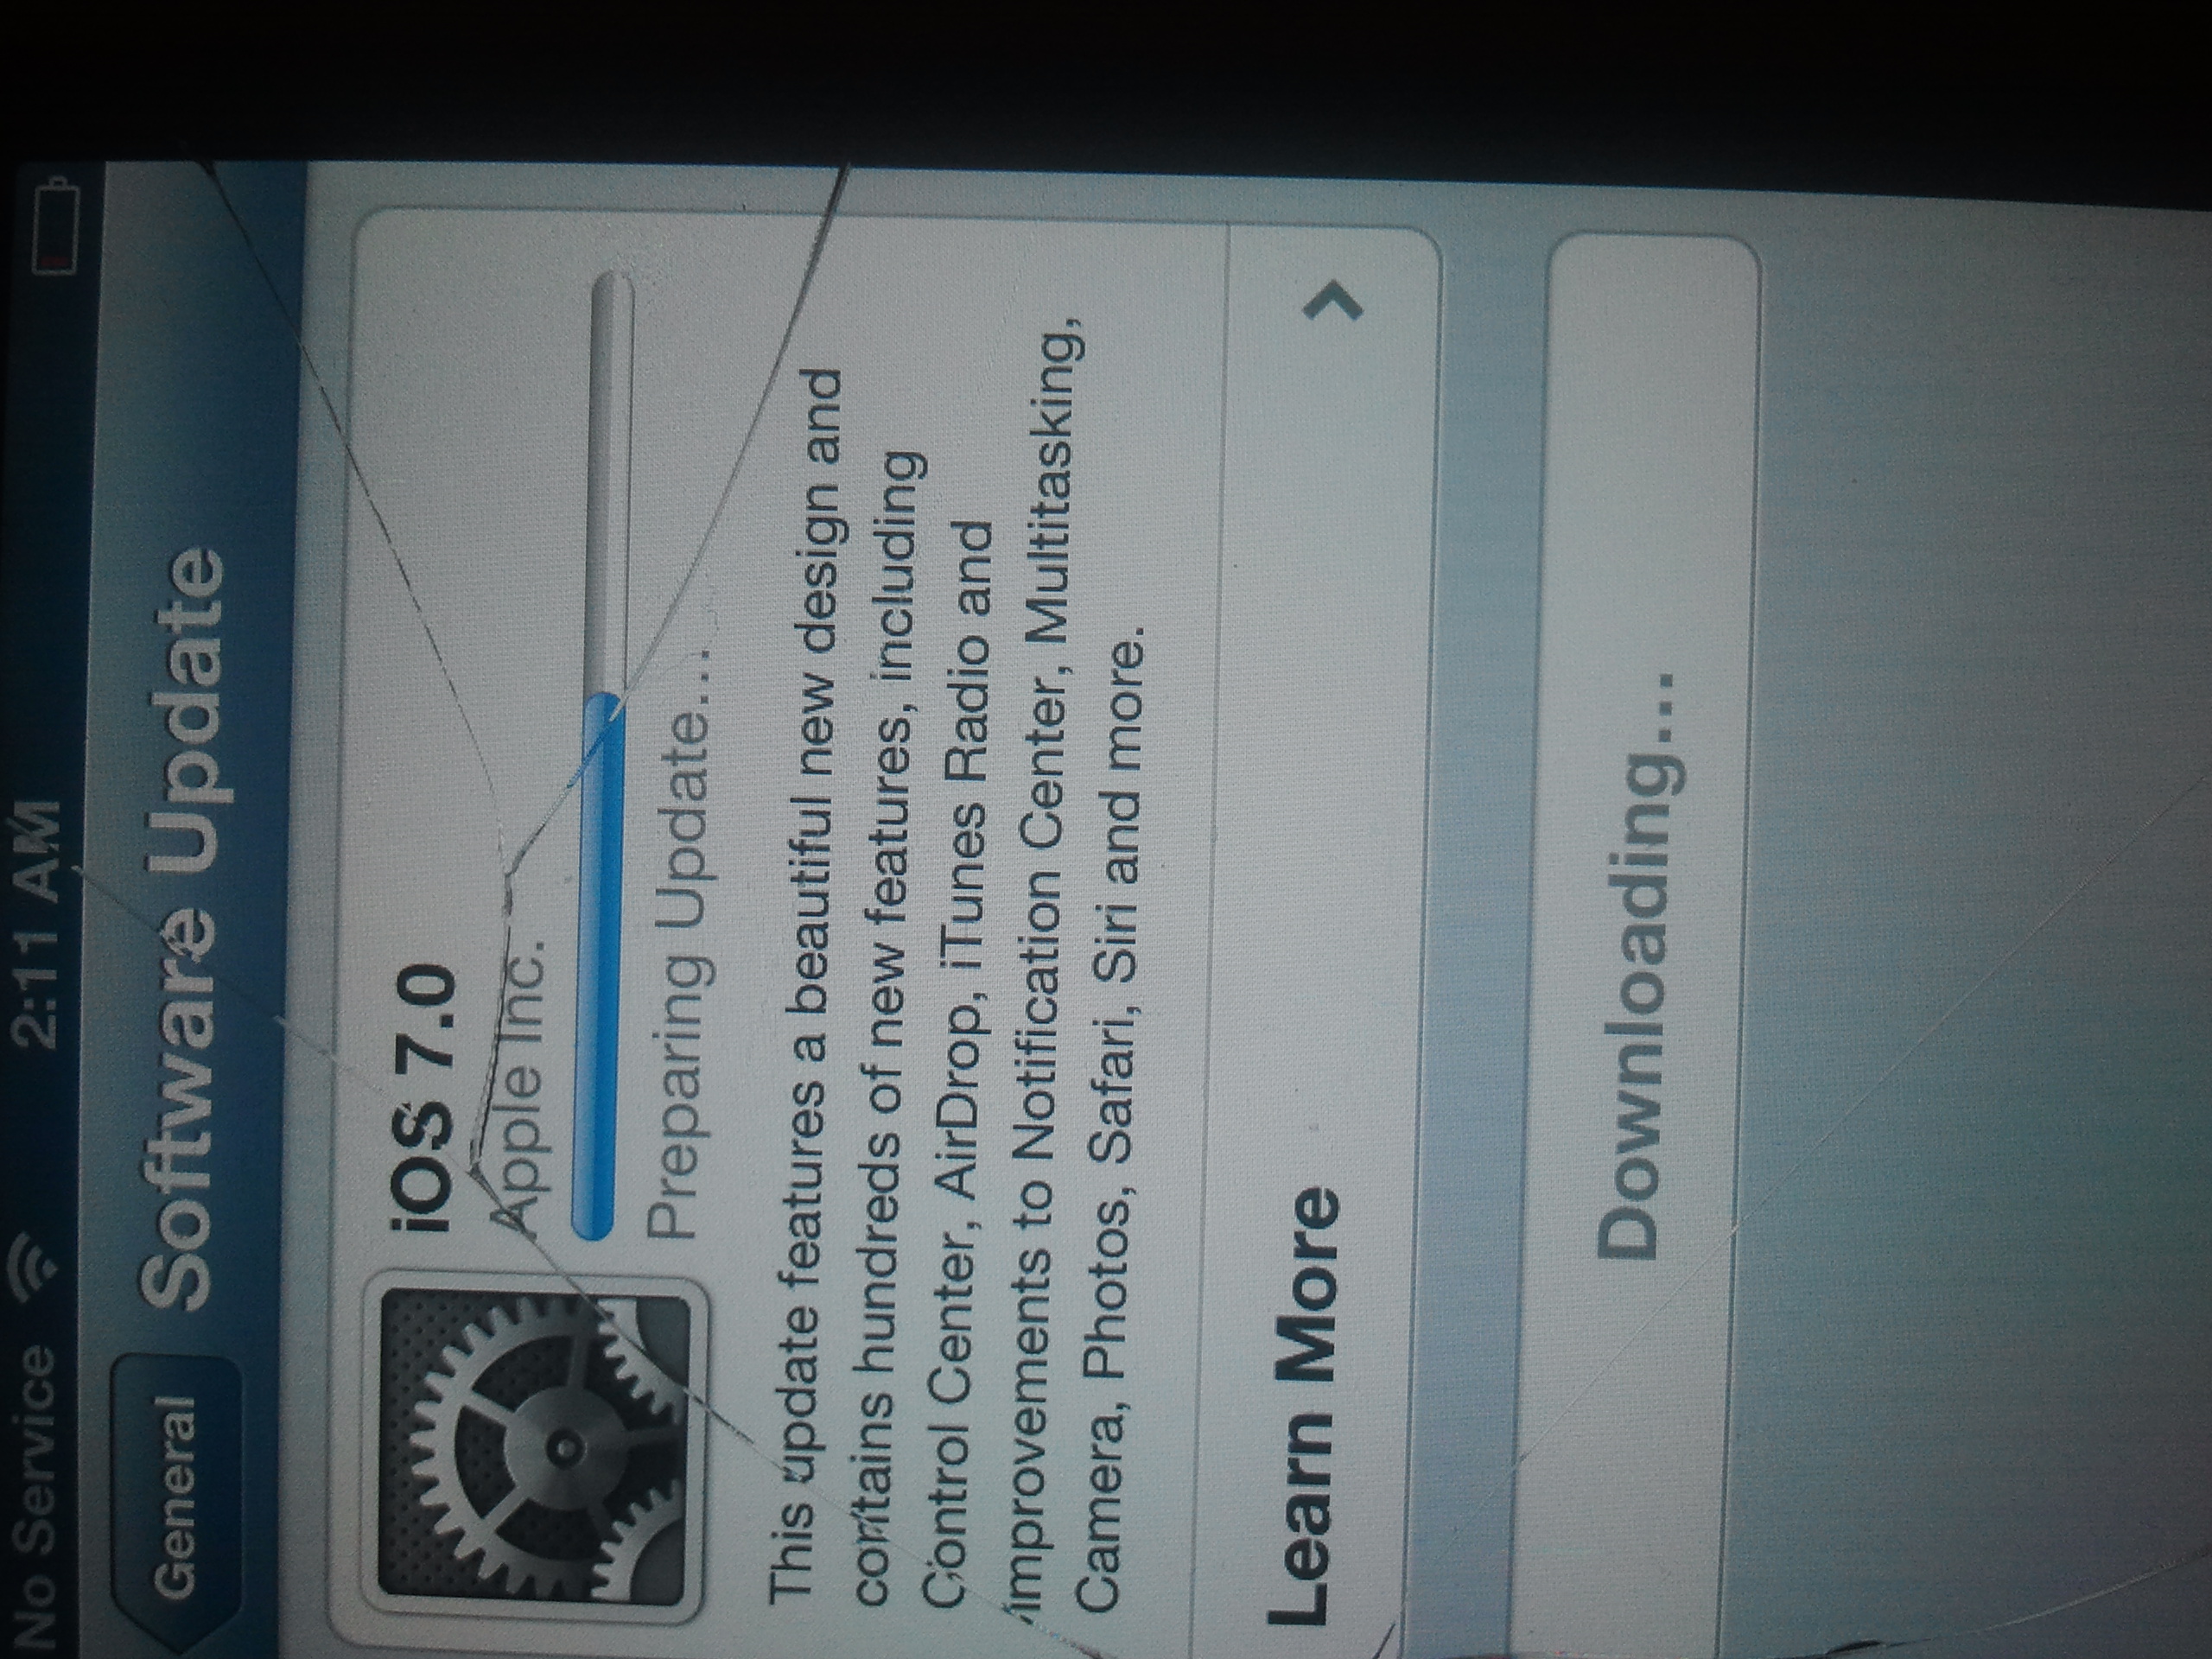 No Service 2:11 AM
General Software Update
iOS 7.0
Apple Inc.
Preparing Update...
This update features a beautiful new design and
contains hundreds of new features, including
Control Center, AirDrop, iTunes Radio and
improvements to Notification Center, Multitasking,
Camera, Photos, Safari, Siri and more.
Learn More
Downloading...